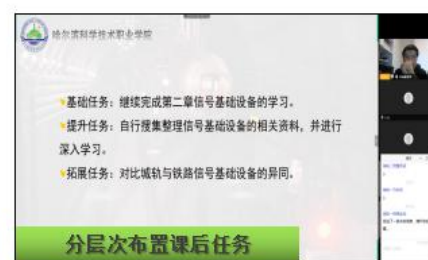 哈尔滨科学技术职业学院
基础任务：继续完成第二章信号基础设备的学习。
提升任务：自行搜集整理信号基础设备的相关资料，并进行
深入学习。
拓展任务：对比城轨与铁路信号基础设备的异同。
分层次布置课后任务